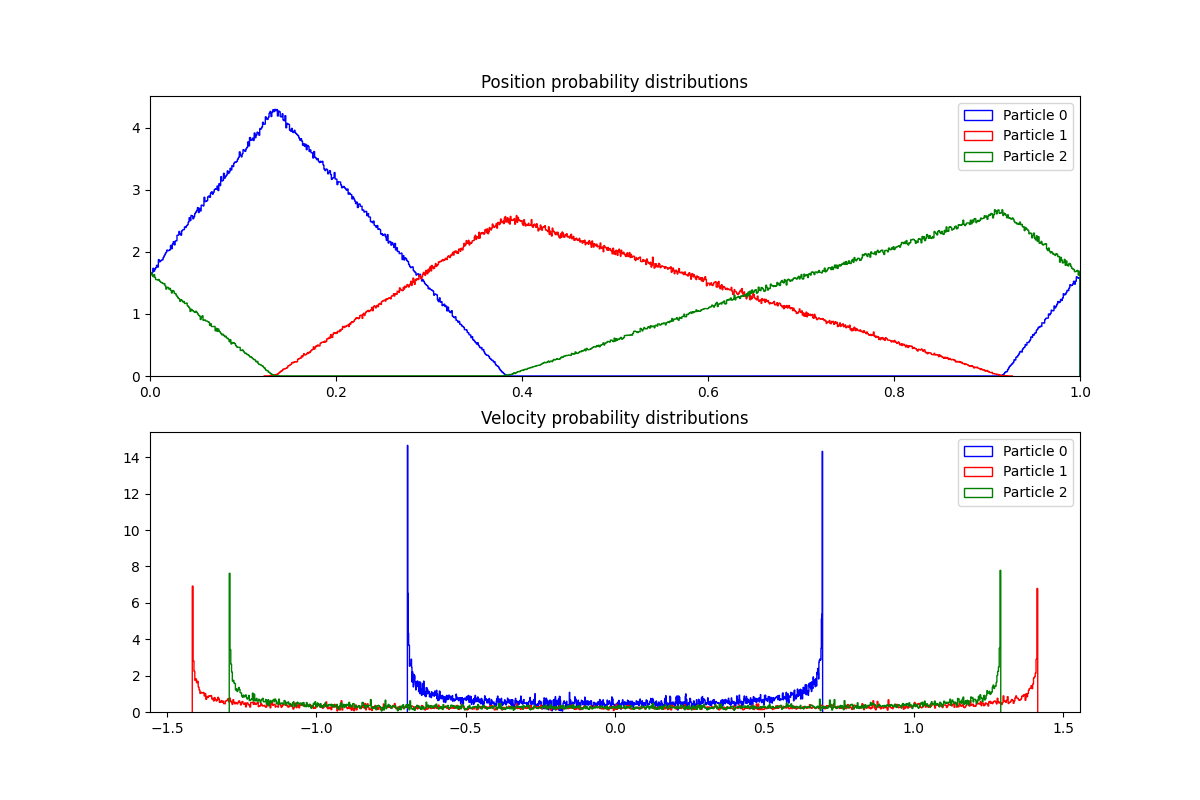 Position probability distributions
4
3
2
1
0
Particle 0
Particle 1
Particle 2
0.0 0.2 0.4 0.6 0.8 1.0
Velocity probability distributions
14
12
10
8
6
4
2
0
Particle 0
Particle 1
Particle 2
−1.5 −1.0 −0.5 0.0 0.5 1.0 1.5